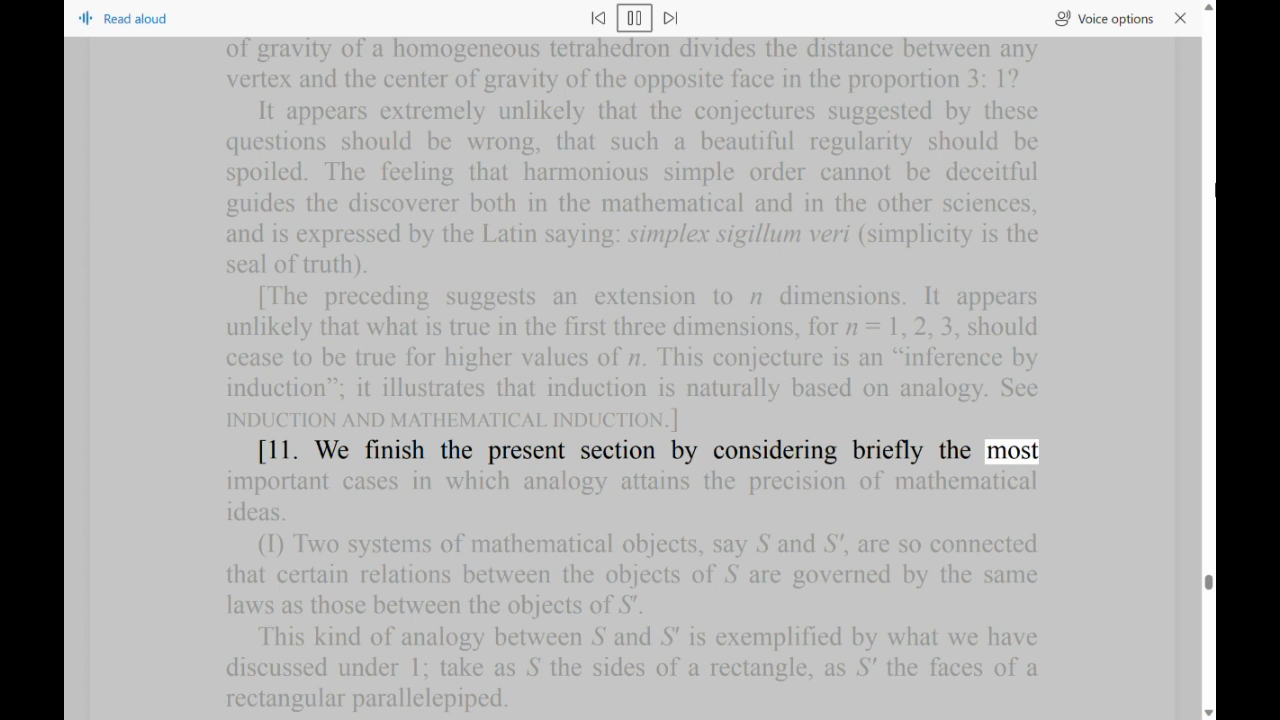 Read aloud
Voice options
of gravity of a homogeneous tetrahedron divides the distance between any
vertex and the center of gravity of the opposite face in the proportion 3: 1?
It appears extremely unlikely that the conjectures suggested by these
questions should be wrong, that such a beautiful regularity should be
spoiled. The feeling that harmonious simple order cannot be deceitful
guides the discoverer both in the mathematical and in the other sciences,
and is expressed by the Latin saying: simplex sigillum veri (simplicity is the
seal of truth).
[The preceding suggests an extension to n dimensions. It appears
unlikely that what is true in the first three dimensions, for n = 1, 2, 3, should
cease to be true for higher values of n. This conjecture is an “inference by
induction”; it illustrates that induction is naturally based on analogy. See
INDUCTION AND MATHEMATICAL INDUCTION.]
[11. We finish the present section by considering briefly the most
important cases in which analogy attains the precision of mathematical
ideas.
(I) Two systems of mathematical objects, say S and S′, are so connected
that certain relations between the objects of S are governed by the same
laws as those between the objects of S′.
This kind of analogy between S and S′ is exemplified by what we have
discussed under 1; take as S the sides of a rectangle, as S′ the faces of a
rectangular parallelepiped.